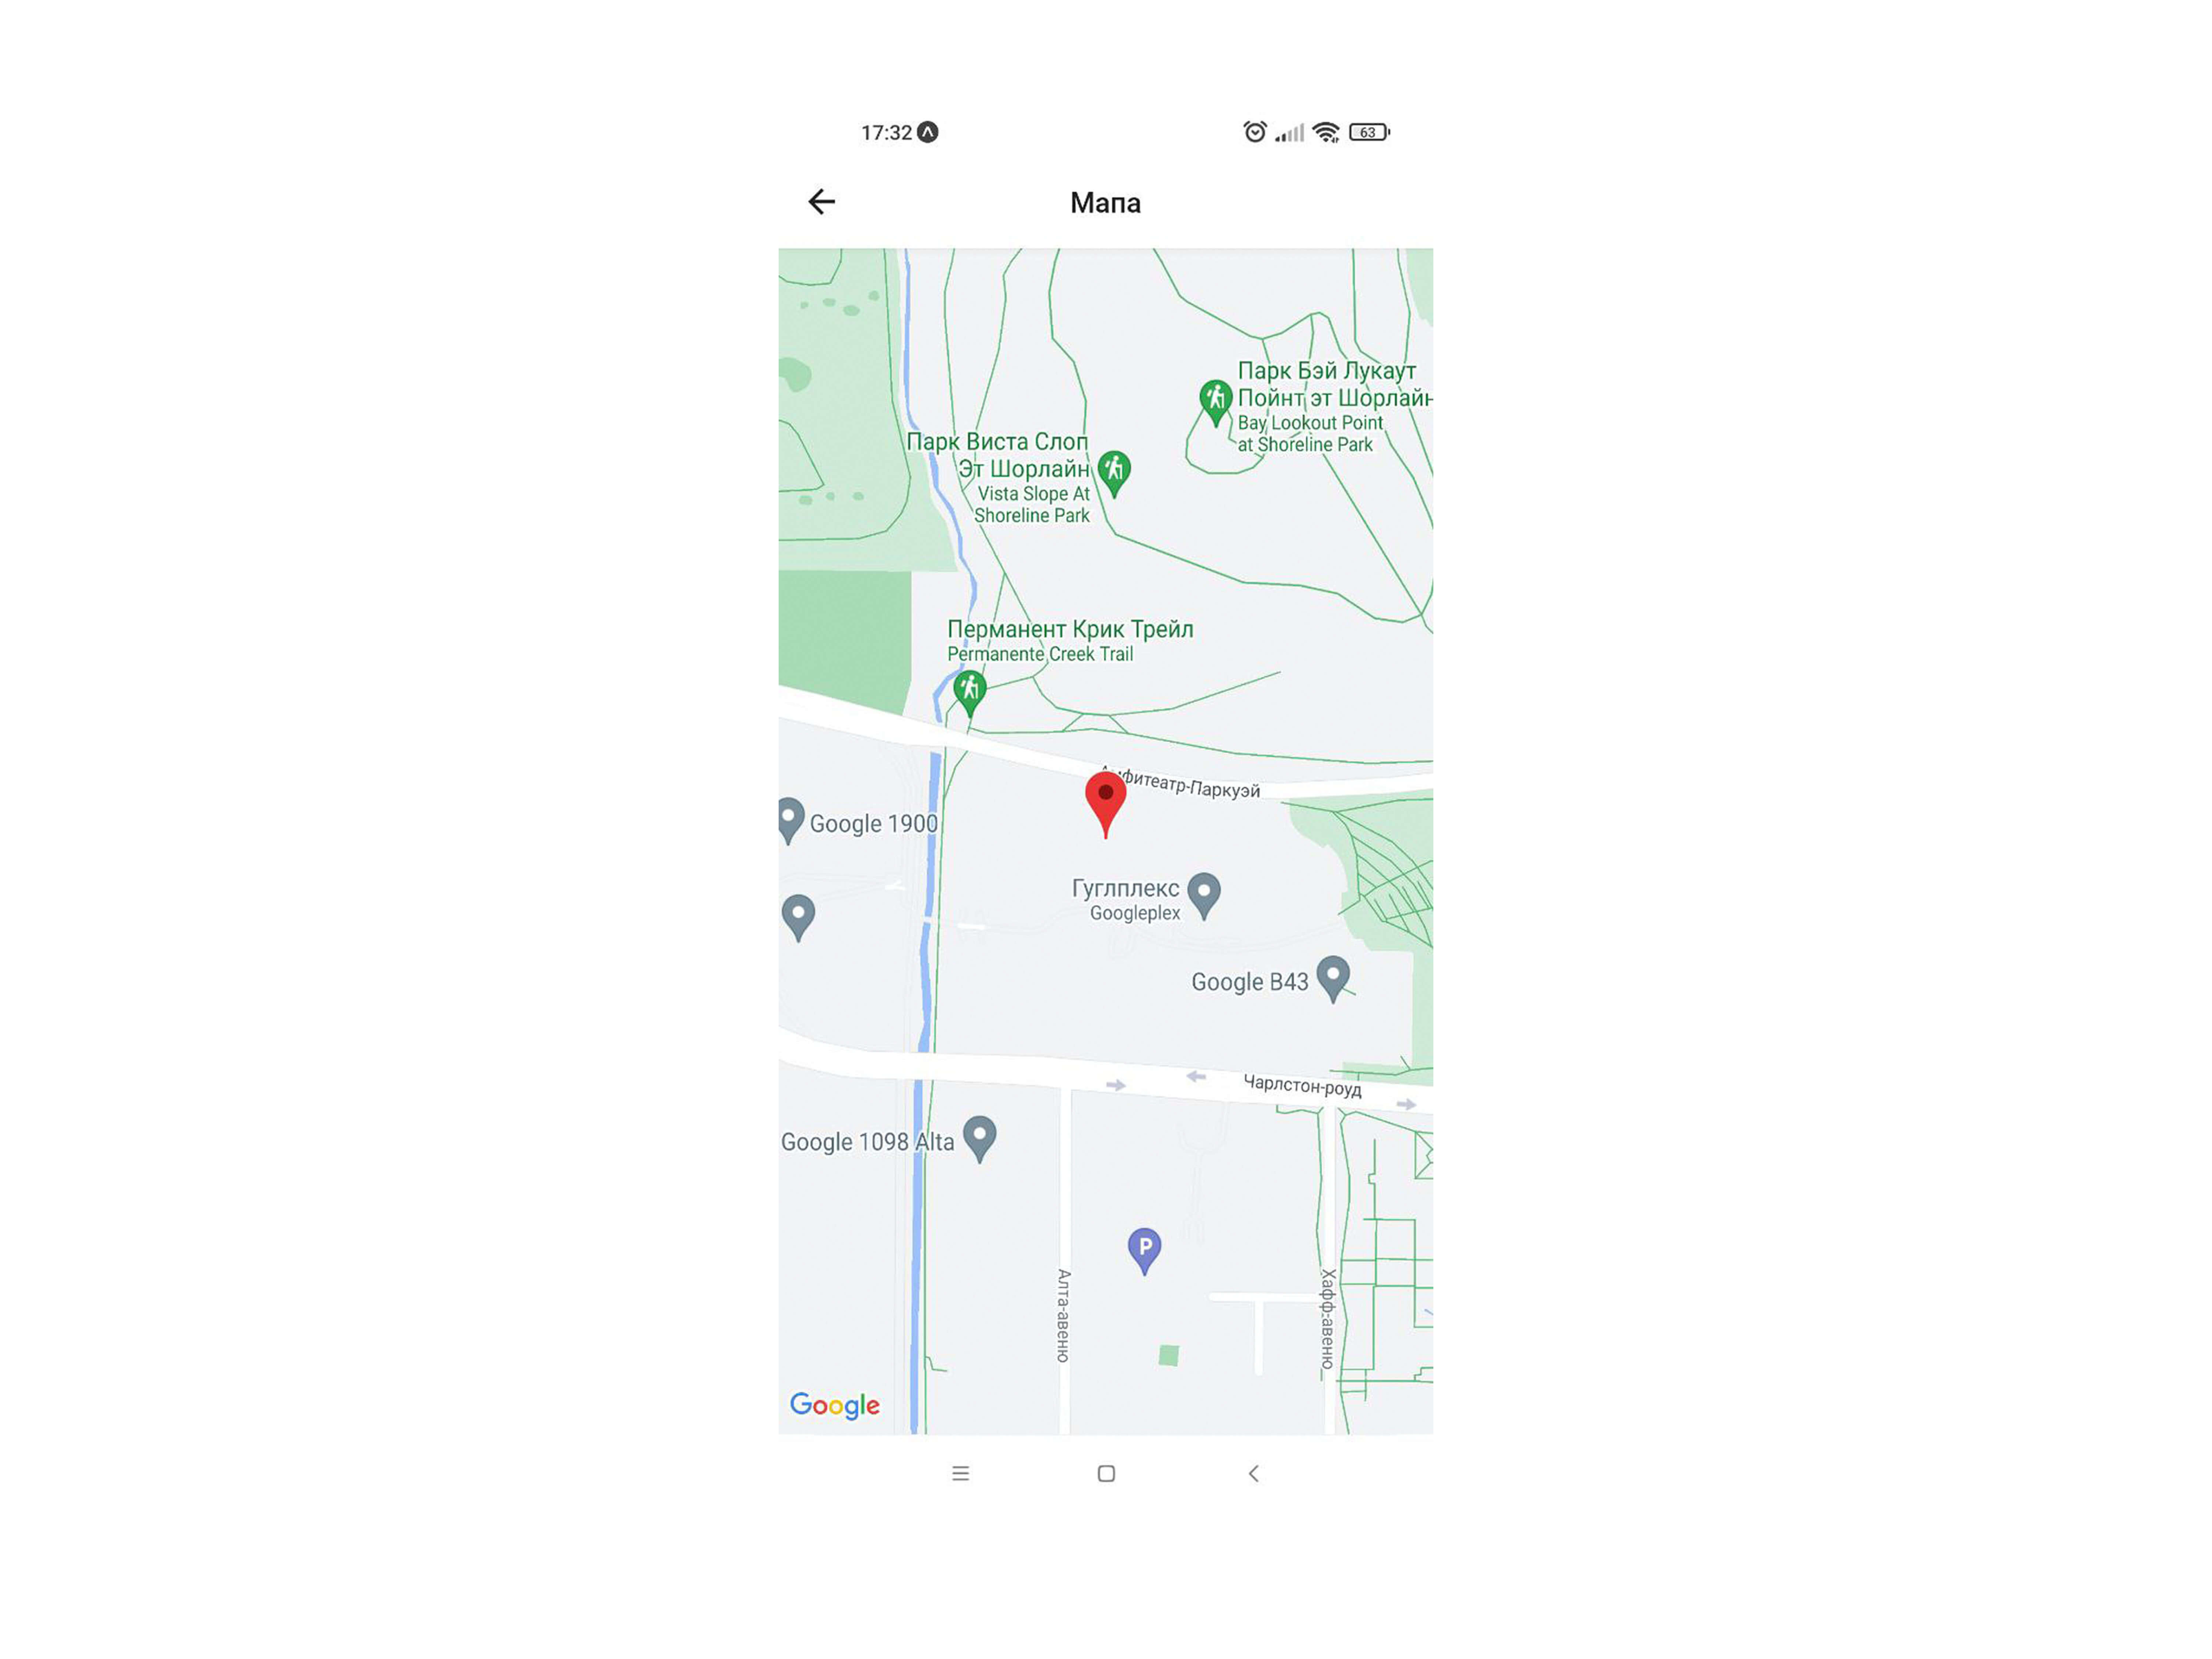 17:32
63
Мапа
Парк Бэй Лукаут
Пойнт эт Шорлайн
Bay Lookout Point
at Shoreline Park
Парк Виста Слоп
Эт Шорлайн
Vista Slope At
Shoreline Park
Перманент Крик Трейл
Permanente Creek Trail
Амфитеатр-Паркуэй
Google 1900
Гуглплекс
Googleplex
Google B43
Чарлстон-роуд
Google 1098 Alta
P
Алта-авеню
Хафф-авеню
Google